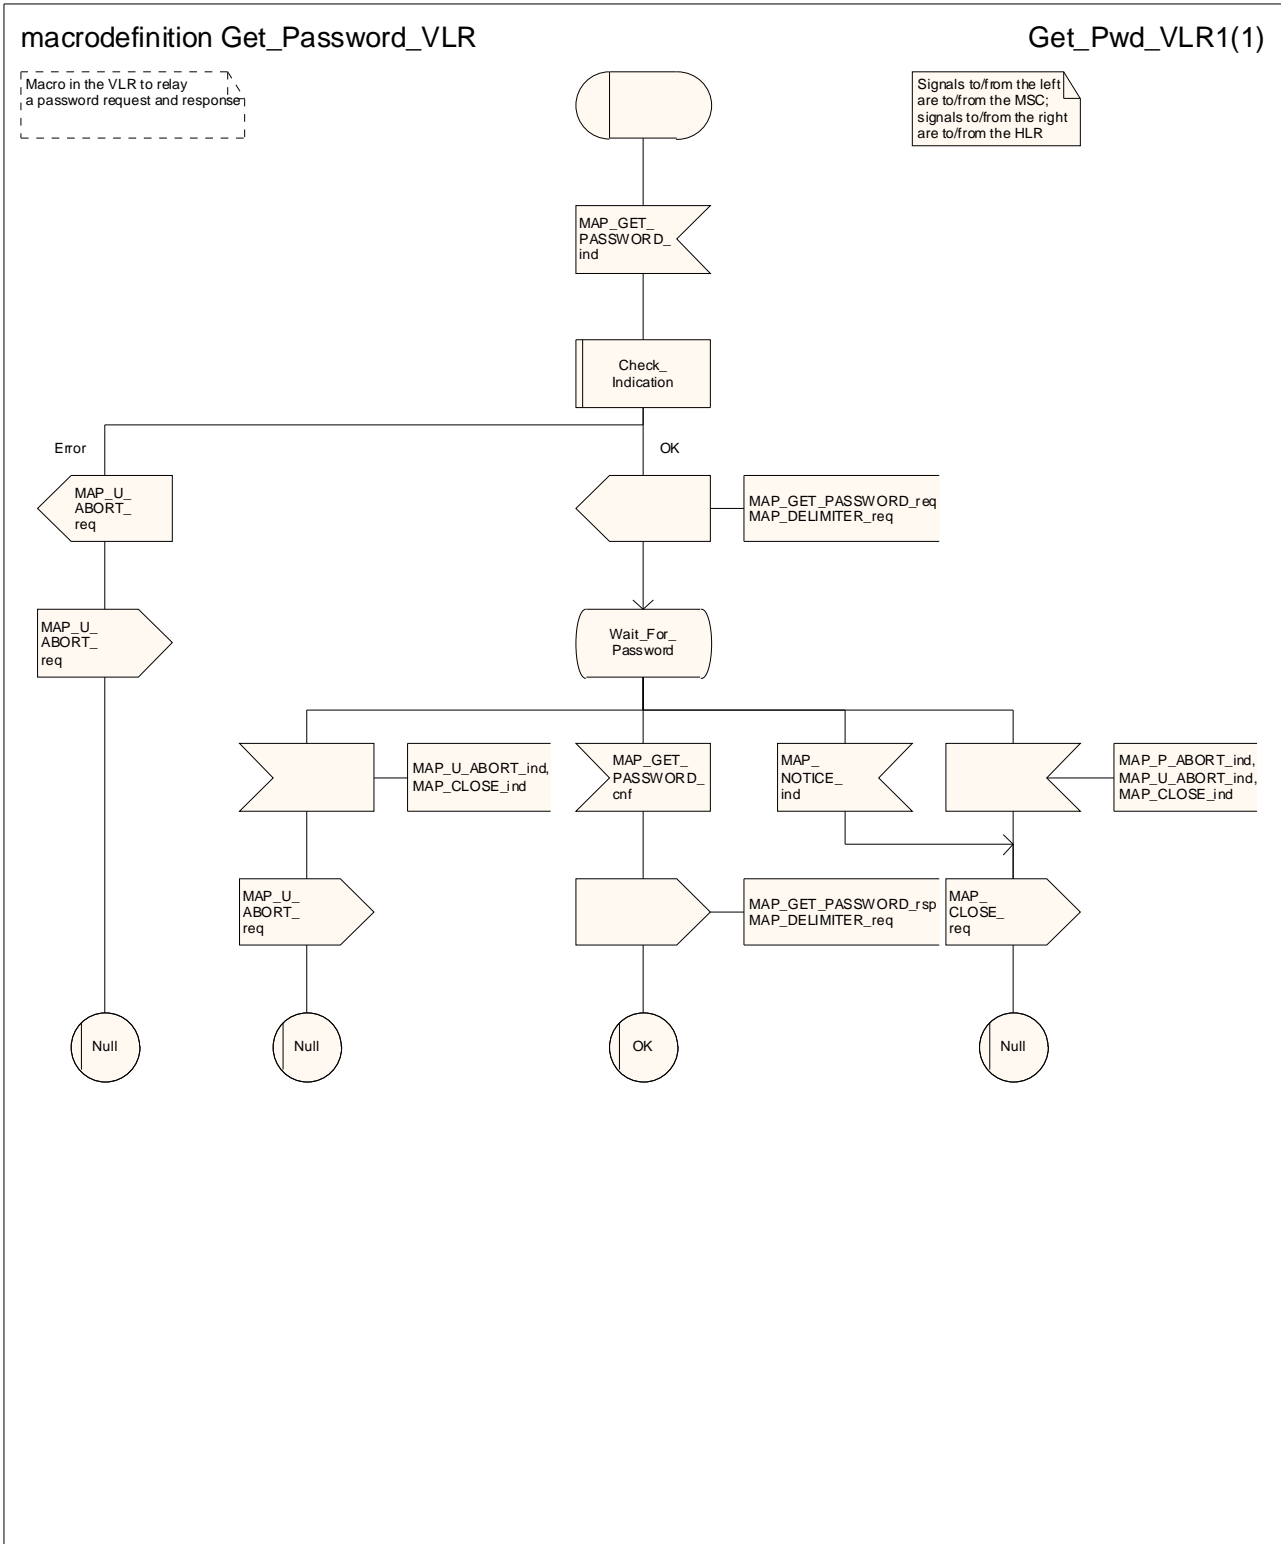 macrodefinition Get_Password_VLR
Get_Pwd_VLR1(1)
Macro in the VLR to relay
a password request and response
Signals to/from the left
are to/from the MSC;
signals to/from the right
are to/from the HLR
MAP_GET_
PASSWORD_
ind
Check_
Indication
Error
OK
MAP_U_
ABORT_
req
MAP_GET_PASSWORD_req
MAP_DELIMITER_req
MAP_U_
ABORT_
req
Wait_For_
Password
MAP_U_ABORT_ind,
MAP_CLOSE_ind
MAP_GET_
PASSWORD_
cnf
MAP_
NOTICE_
ind
MAP_P_ABORT_ind,
MAP_U_ABORT_ind,
MAP_CLOSE_ind
MAP_U_
ABORT_
req
MAP_GET_PASSWORD_rsp
MAP_DELIMITER_req
MAP_
CLOSE_
req
Null
Null
OK
Null